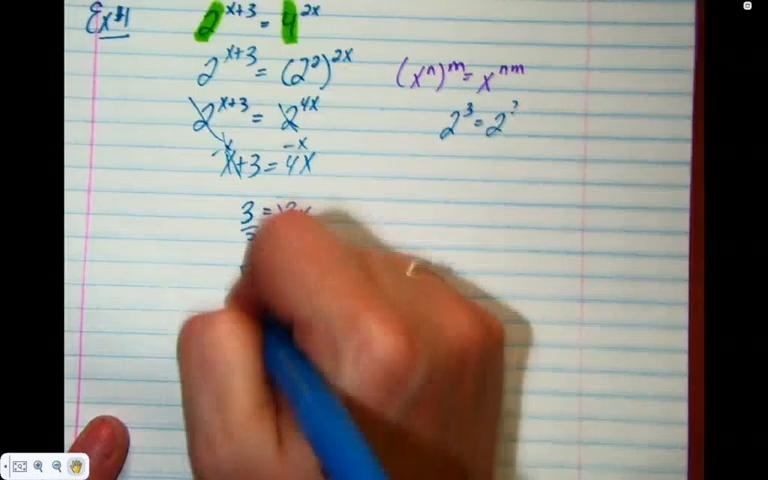 Ex#1 2^{x+3} = 4^{2x}
2^{x+3} = (2^2)^{2x} (x^n)^m = x^{nm}
2^{x+3} = 2^{4x} 2^3 = 2^?
-x -x
x+3 = 4x
3 =